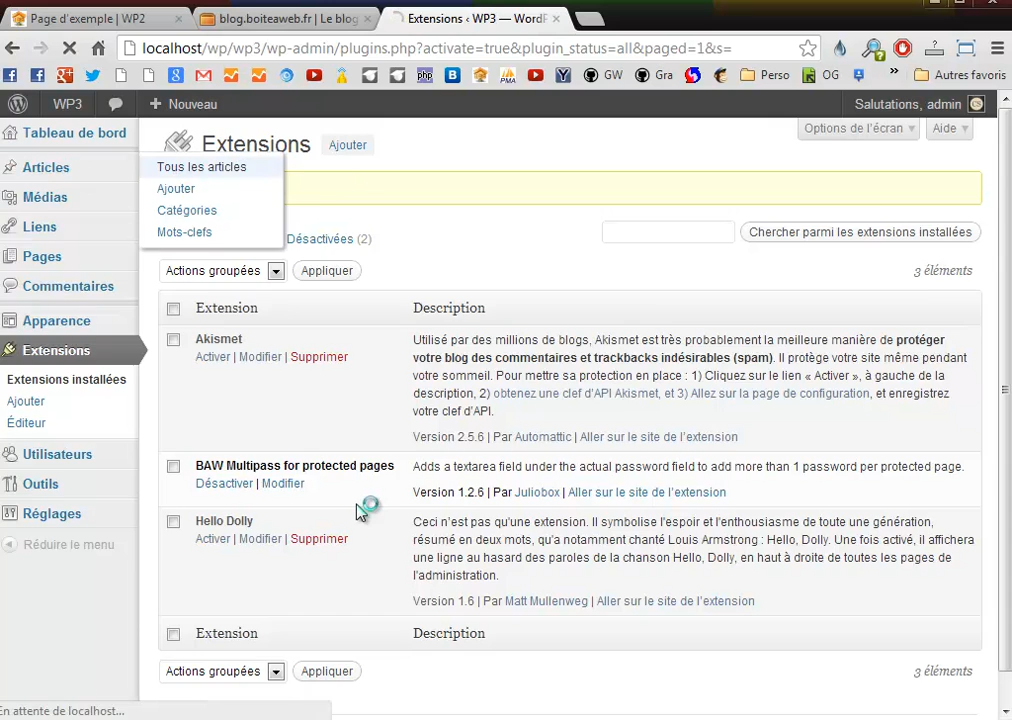 Page d'exemple | WP2
blog.boiteaweb.fr | Le blog
Extensions ‹ WP3 — WordP
localhost/wp/wp3/wp-admin/plugins.php?activate=true&plugin_status=all&paged=1&s=
php
PMA
GW
Gra
Perso
OG
Autres favoris
WP3
Nouveau
Salutations, admin
Tableau de bord
Articles
Médias
Liens
Pages
Commentaires
Apparence
Extensions
Extensions installées
Ajouter
Éditeur
Utilisateurs
Outils
Réglages
Réduire le menu
Tous les articles
Ajouter
Catégories
Mots-clefs
Extensions Ajouter
Options de l'écran
Aide
Désactivées (2)
Chercher parmi les extensions installées
Actions groupées
Appliquer
3 éléments
Extension
Description
Akismet
Activer | Modifier | Supprimer
Utilisé par des millions de blogs, Akismet est très probablement la meilleure manière de protéger
votre blog des commentaires et trackbacks indésirables (spam). Il protège votre site même pendant
votre sommeil. Pour mettre sa protection en place : 1) Cliquez sur le lien « Activer », à gauche de la
description, 2) obtenez une clef d'API Akismet, et 3) Allez sur la page de configuration, et enregistrez
votre clef d'API.
Version 2.5.6 | Par Automattic | Aller sur le site de l'extension
BAW Multipass for protected pages
Désactiver | Modifier
Adds a textarea field under the actual password field to add more than 1 password per protected page.
Version 1.2.6 | Par Juliobox | Aller sur le site de l'extension
Hello Dolly
Activer | Modifier | Supprimer
Ceci n'est pas qu'une extension. Il symbolise l'espoir et l'enthousiasme de toute une génération,
résumé en deux mots, qu'a notamment chanté Louis Armstrong : Hello, Dolly. Une fois activé, il affichera
une ligne au hasard des paroles de la chanson Hello, Dolly, en haut à droite de toutes les pages de
l'administration.
Version 1.6 | Par Matt Mullenweg | Aller sur le site de l'extension
Extension
Description
Actions groupées
Appliquer
3 éléments
En attente de localhost...